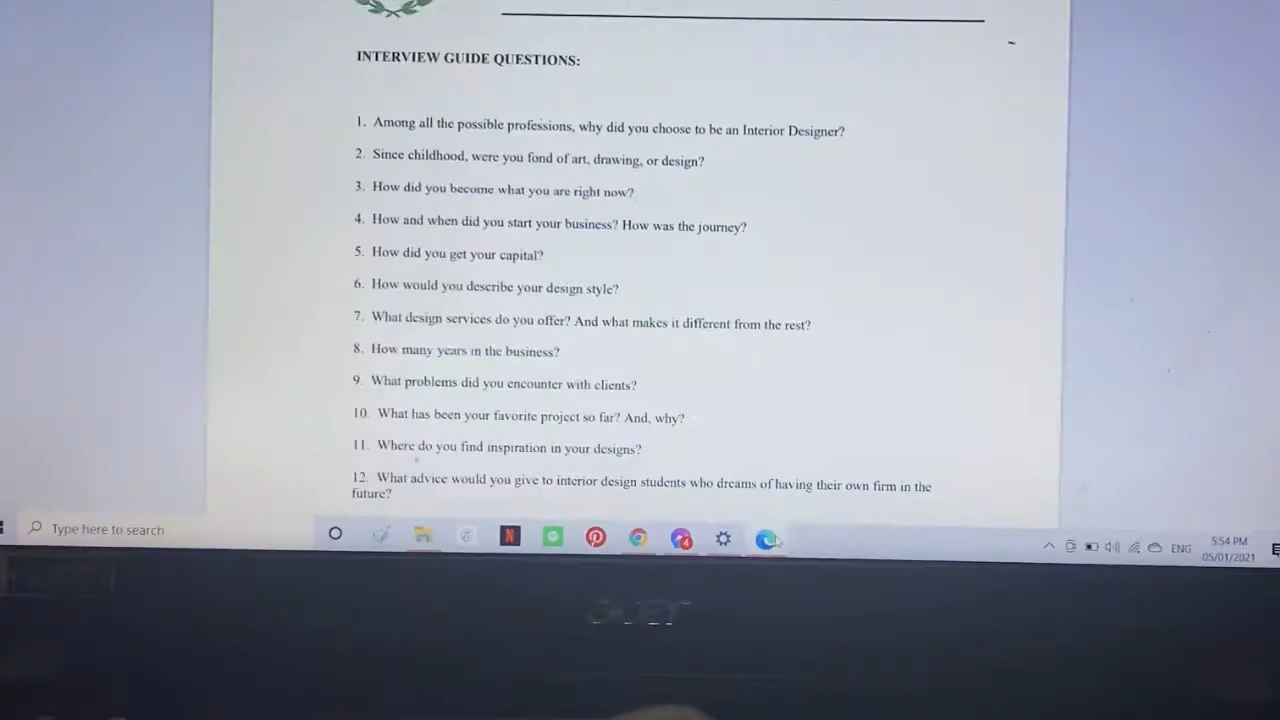 INTERVIEW GUIDE QUESTIONS:
1. Among all the possible professions, why did you choose to be an Interior Designer?
2. Since childhood, were you fond of art, drawing, or design?
3. How did you become what you are right now?
4. How and when did you start your business? How was the journey?
5. How did you get your capital?
6. How would you describe your design style?
7. What design services do you offer? And what makes it different from the rest?
8. How many years in the business?
9. What problems did you encounter with clients?
10. What has been your favorite project so far? And, why?
11. Where do you find inspiration in your designs?
12. What advice would you give to interior design students who dreams of having their own firm in the
future?
Type here to search
N
4
ENG
5:54 PM
05/01/2021
acer